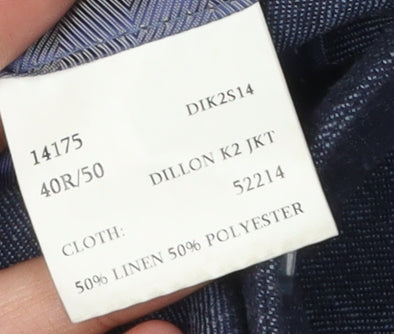 DIK2S14
14175
DILLON K2 JKT
40R/50
52214
CLOTH:
50% LINEN 50% POLYESTER